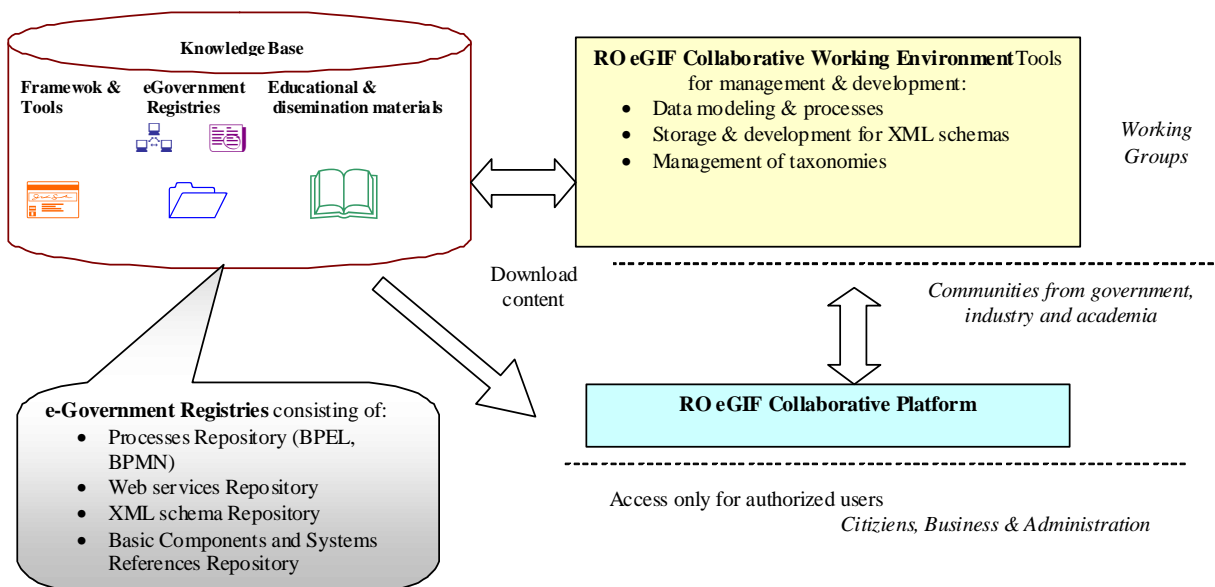 Knowledge Base
Framewok &
Tools
eGovernment
Registries
Educational &
disemination materials
RO eGIF Collaborative Working Environment Tools
for management & development:
• Data modeling & processes
• Storage & development for XML schemas
• Management of taxonomies
Working
Groups
Download
content
Communities from government,
industry and academia
e-Government Registries consisting of:
• Processes Repository (BPEL,
BPMN)
• Web services Repository
• XML schema Repository
• Basic Components and Systems
References Repository
RO eGIF Collaborative Platform
Access only for authorized users
Citiziens, Business & Administration